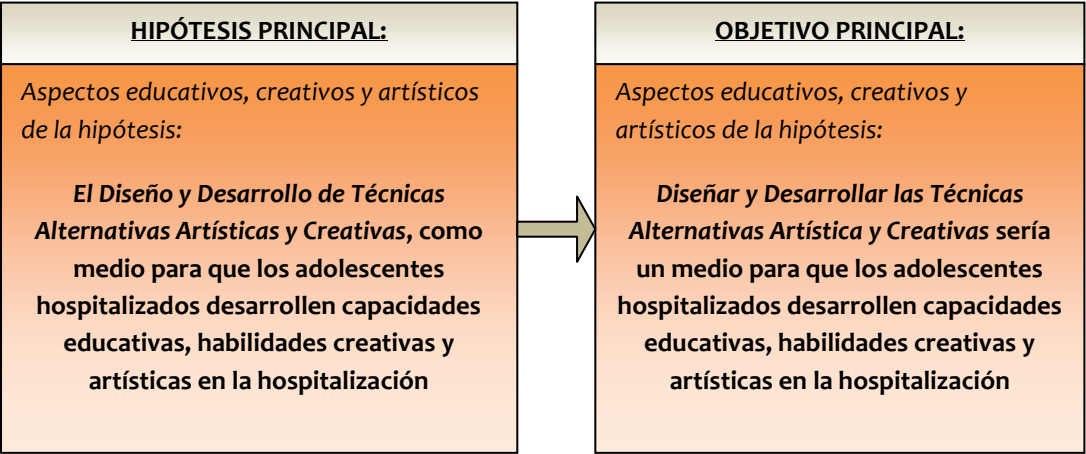 HIPÓTESIS PRINCIPAL:
Aspectos educativos, creativos y artísticos
de la hipótesis:
El Diseño y Desarrollo de Técnicas
Alternativas Artísticas y Creativas, como
medio para que los adolescentes
hospitalizados desarrollen capacidades
educativas, habilidades creativas y
artísticas en la hospitalización
OBJETIVO PRINCIPAL:
Aspectos educativos, creativos y
artísticos de la hipótesis:
Diseñar y Desarrollar las Técnicas
Alternativas Artística y Creativas sería
un medio para que los adolescentes
hospitalizados desarrollen capacidades
educativas, habilidades creativas y
artísticas en la hospitalización